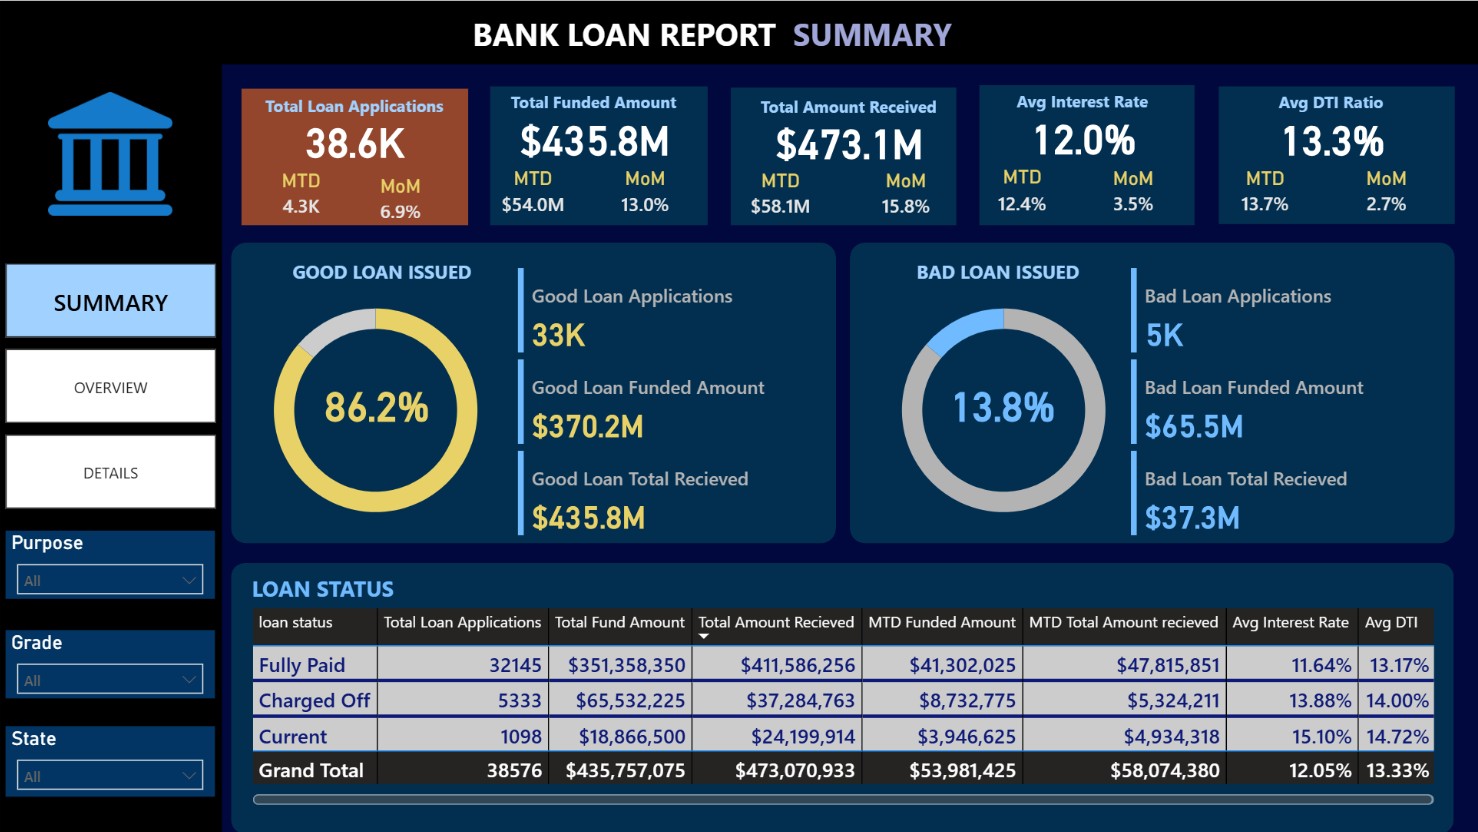 BANK LOAN REPORT SUMMARY
Total Loan Applications
38.6K
MTD MoM
4.3K 6.9%
Total Funded Amount
$435.8M
MTD MoM
$54.0M 13.0%
Total Amount Received
$473.1M
MTD MoM
$58.1M 15.8%
Avg Interest Rate
12.0%
MTD MoM
12.4% 3.5%
Avg DTI Ratio
13.3%
MTD MoM
13.7% 2.7%
SUMMARY
OVERVIEW
DETAILS
Purpose
All
Grade
All
State
All
GOOD LOAN ISSUED
86.2%
Good Loan Applications
33K
Good Loan Funded Amount
$370.2M
Good Loan Total Recieved
$435.8M
BAD LOAN ISSUED
13.8%
Bad Loan Applications
5K
Bad Loan Funded Amount
$65.5M
Bad Loan Total Recieved
$37.3M
LOAN STATUS
loan status Total Loan Applications Total Fund Amount Total Amount Recieved MTD Funded Amount MTD Total Amount recieved Avg Interest Rate Avg DTI
Fully Paid 32145 $351,358,350 $411,586,256 $41,302,025 $47,815,851 11.64% 13.17%
Charged Off 5333 $65,532,225 $37,284,763 $8,732,775 $5,324,211 13.88% 14.00%
Current 1098 $18,866,500 $24,199,914 $3,946,625 $4,934,318 15.10% 14.72%
Grand Total 38576 $435,757,075 $473,070,933 $53,981,425 $58,074,380 12.05% 13.33%